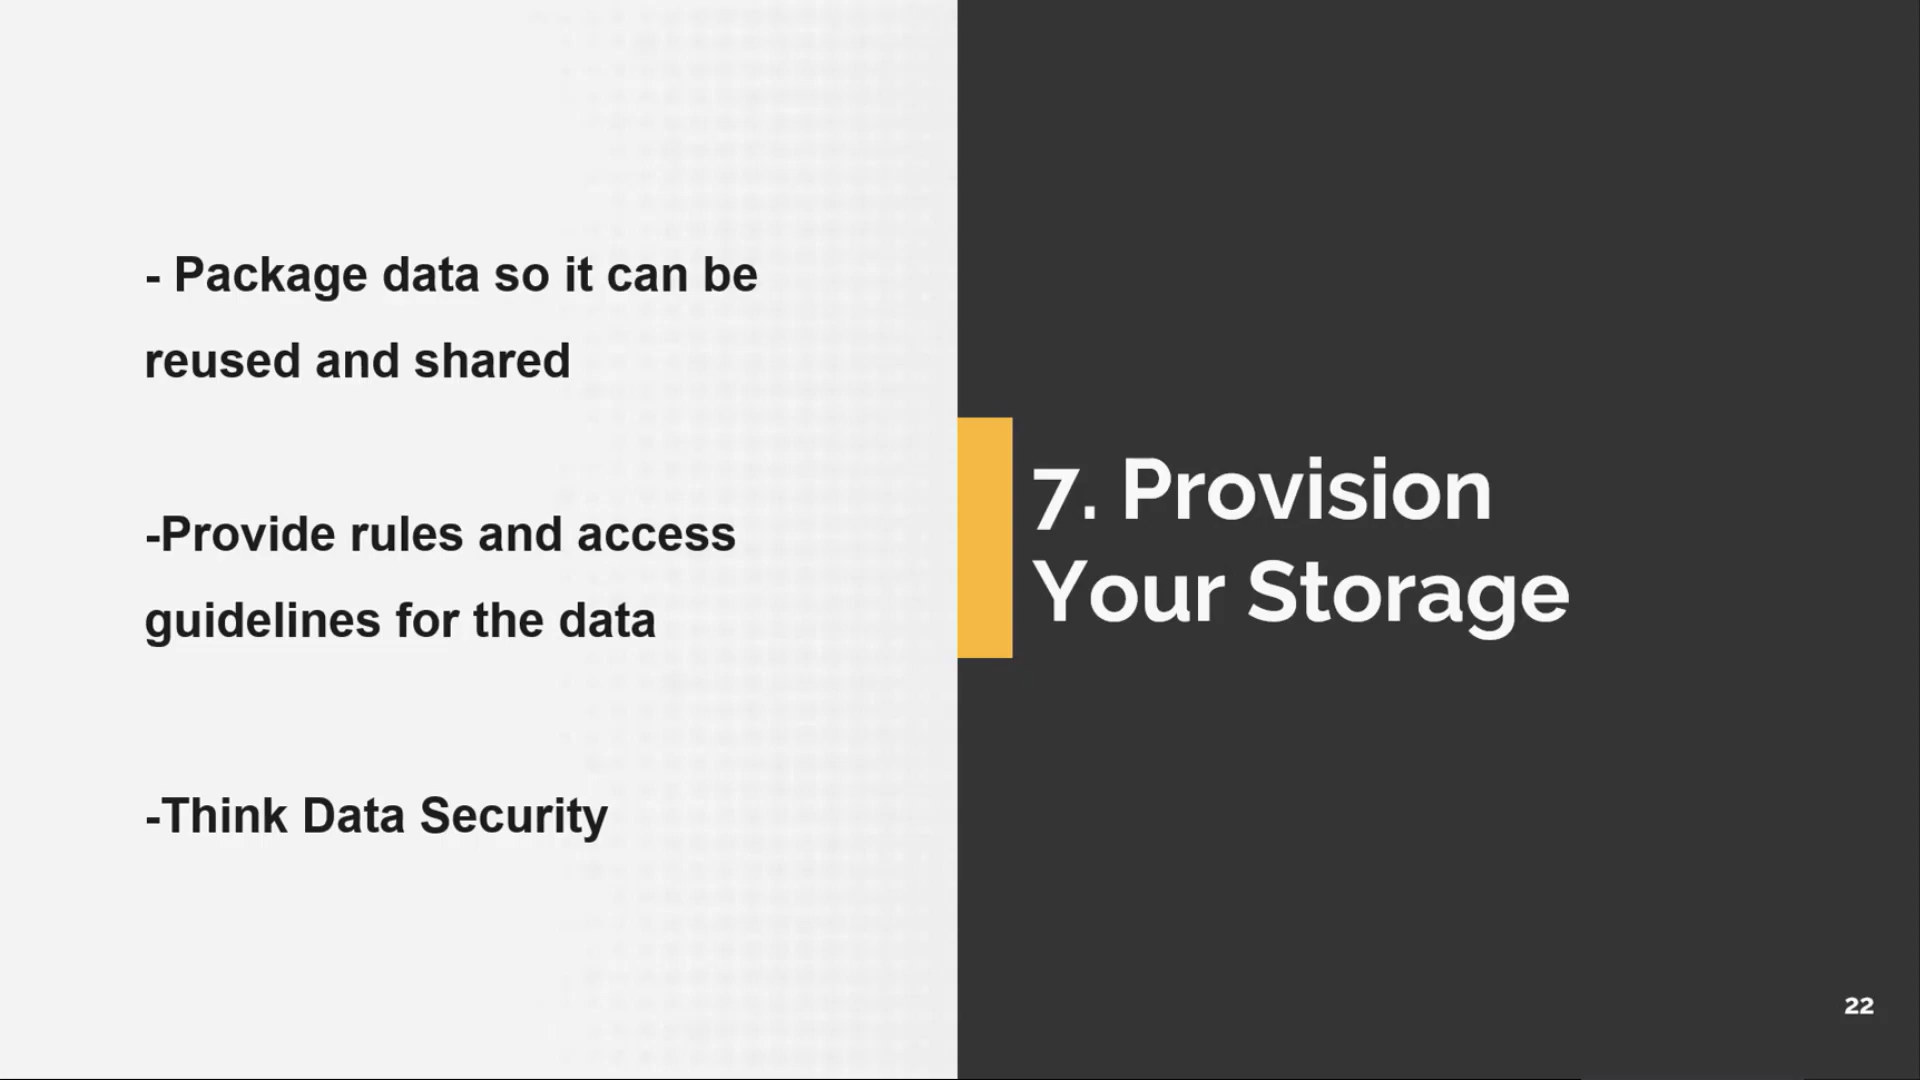 - Package data so it can be
reused and shared
-Provide rules and access
guidelines for the data
-Think Data Security
7. Provision
Your Storage
22